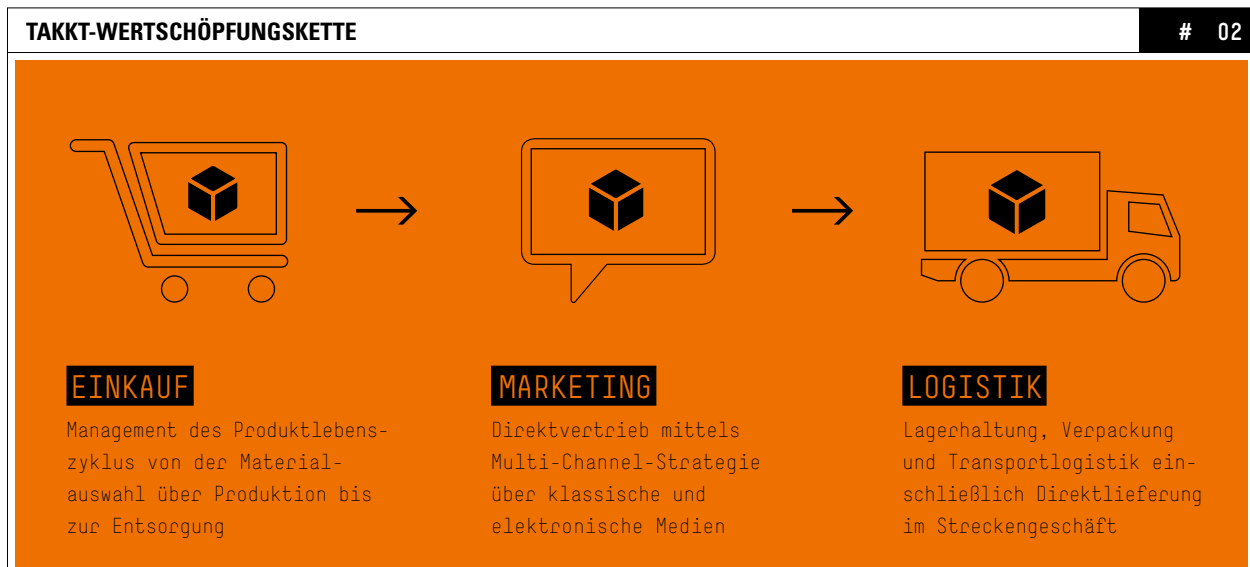 TAKKT-WERTSCHÖPFUNGSKETTE
# 02
EINKAUF
Management des Produktlebens-
zyklus von der Material-
auswahl über Produktion bis
zur Entsorgung
MARKETING
Direktvertrieb mittels
Multi-Channel-Strategie
über klassische und
elektronische Medien
LOGISTIK
Lagerhaltung, Verpackung
und Transportlogistik ein-
schließlich Direktlieferung
im Streckengeschäft